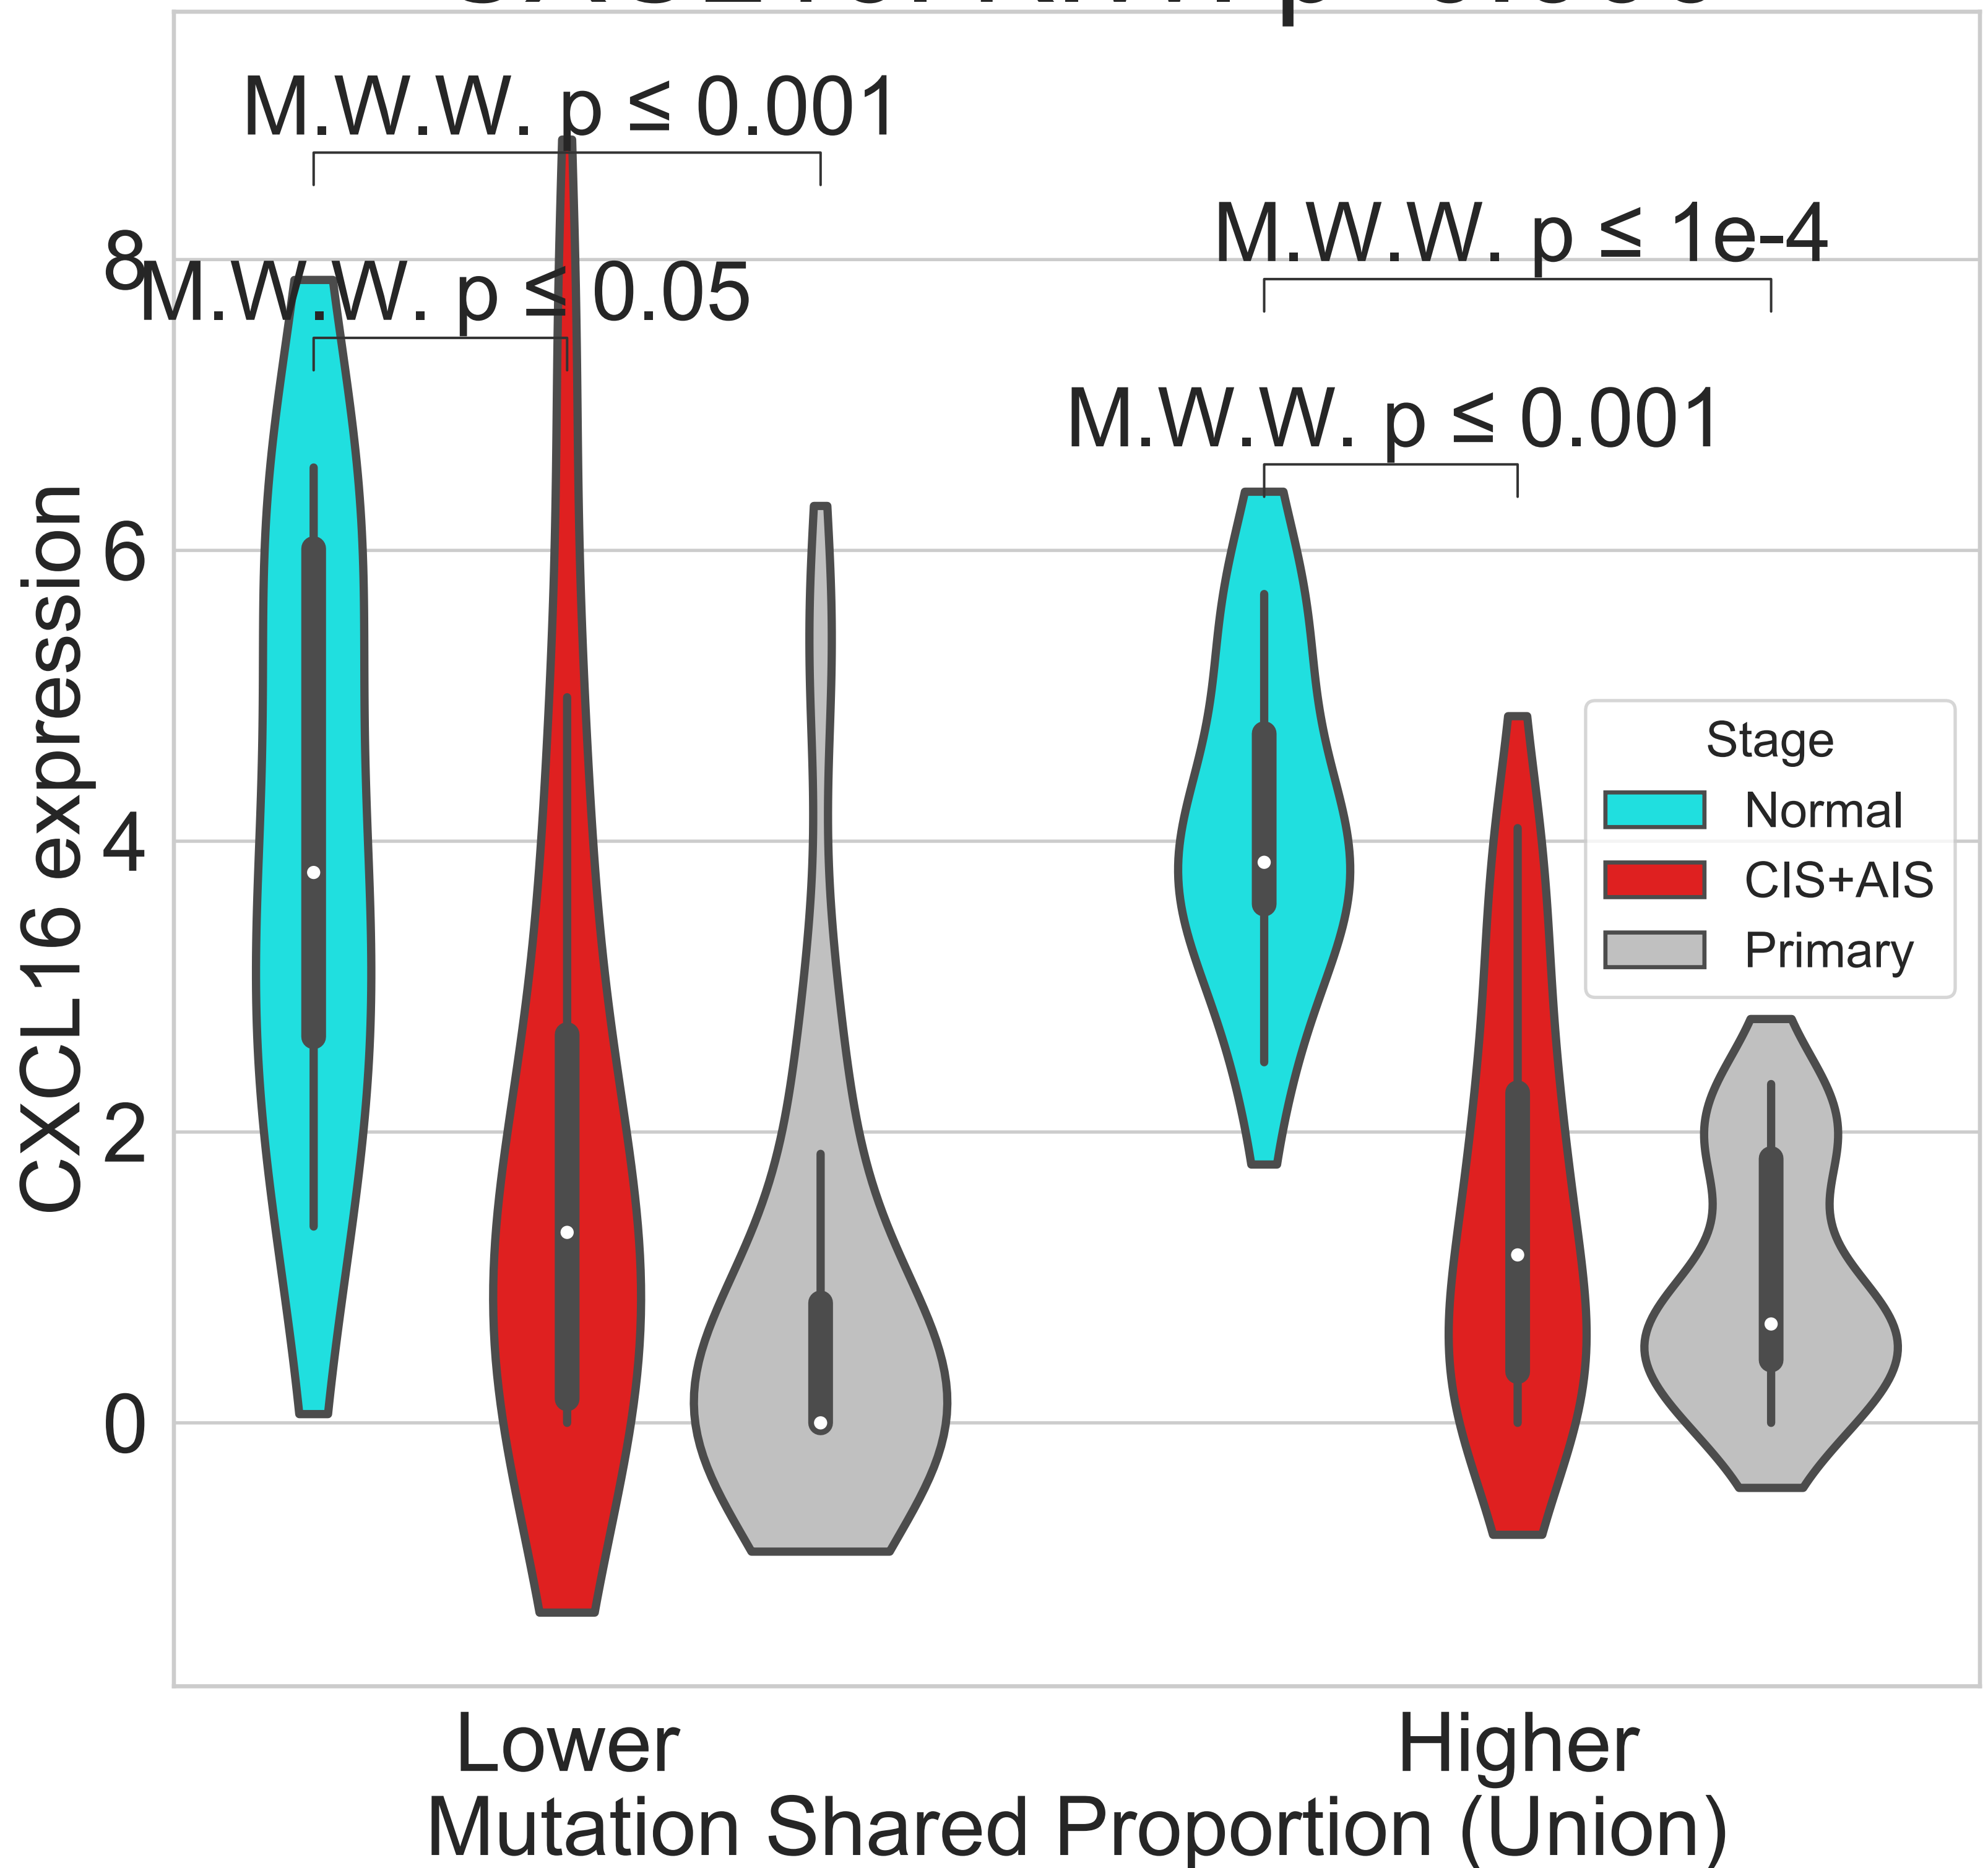 M.W.W. p ≤ 0.001
M.W.W. p ≤ 1e-4
M.W.W. p ≤ 0.05
M.W.W. p ≤ 0.001
CXCL16 expression
8
6
4
2
0
Stage
Normal
CIS+AIS
Primary
Lower
Higher
Mutation Shared Proportion (Union)